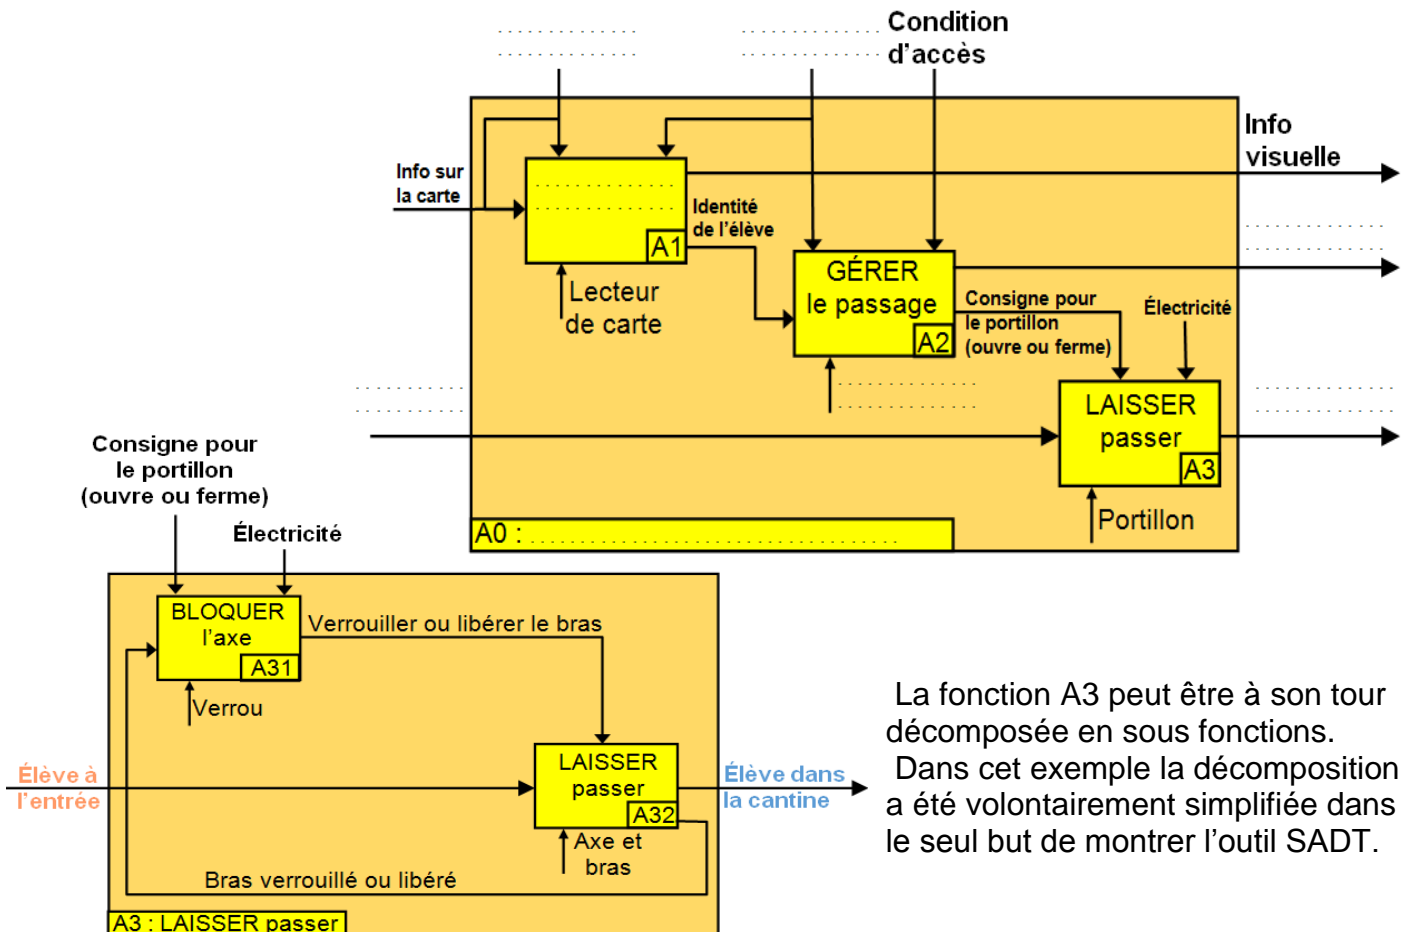 Condition
d'accès
Info
visuelle
Info sur
la carte
Identité
de l'élève
A1
Lecteur
de carte
GÉRER
le passage
A2
Consigne pour
le portillon
(ouvre ou ferme)
Électricité
LAISSER
passer
A3
Portillon
A0 :
Consigne pour
le portillon
(ouvre ou ferme)
Électricité
BLOQUER
l'axe
A31
Verrouiller ou libérer le bras
Verrou
Élève à
l'entrée
LAISSER
passer
A32
Élève dans
la cantine
Axe et
bras
Bras verrouillé ou libéré
A3 : LAISSER passer
La fonction A3 peut être à son tour
décomposée en sous fonctions.
Dans cet exemple la décomposition
a été volontairement simplifiée dans
le seul but de montrer l'outil SADT.